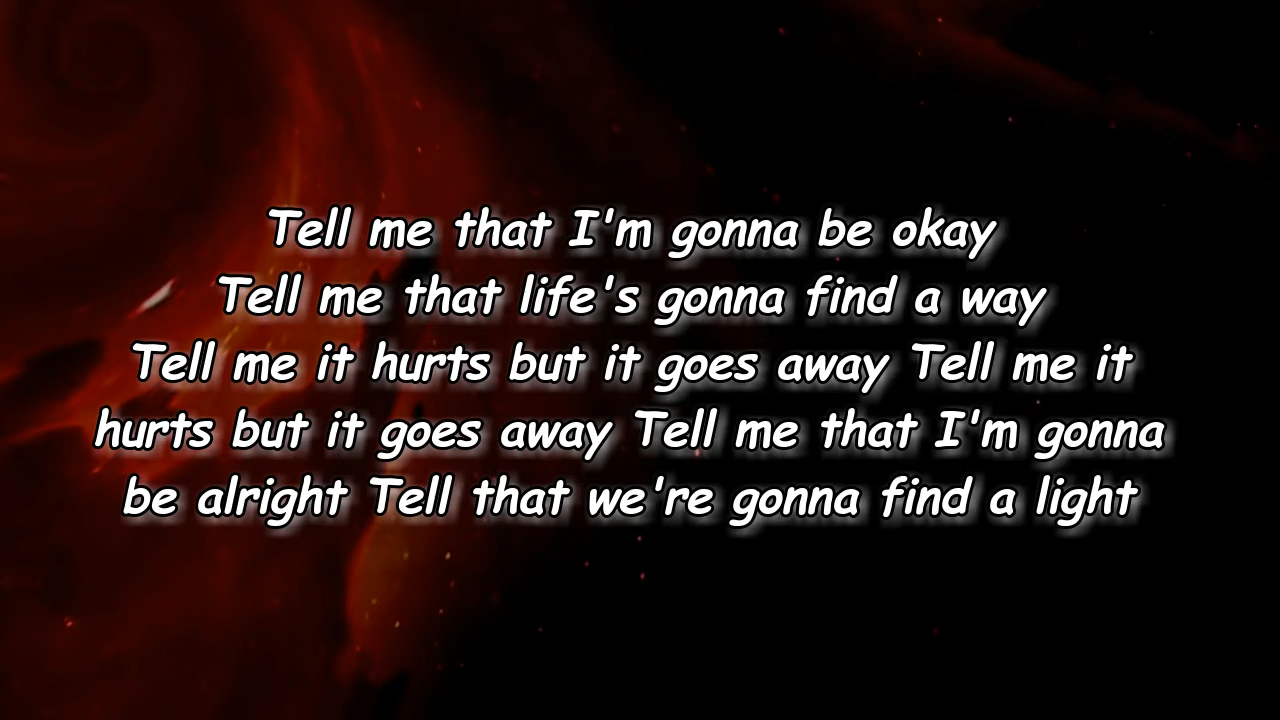 Tell me that I'm gonna be okay
Tell me that life's gonna find a way
Tell me it hurts but it goes away Tell me it
hurts but it goes away Tell me that I'm gonna
be alright Tell that we're gonna find a light